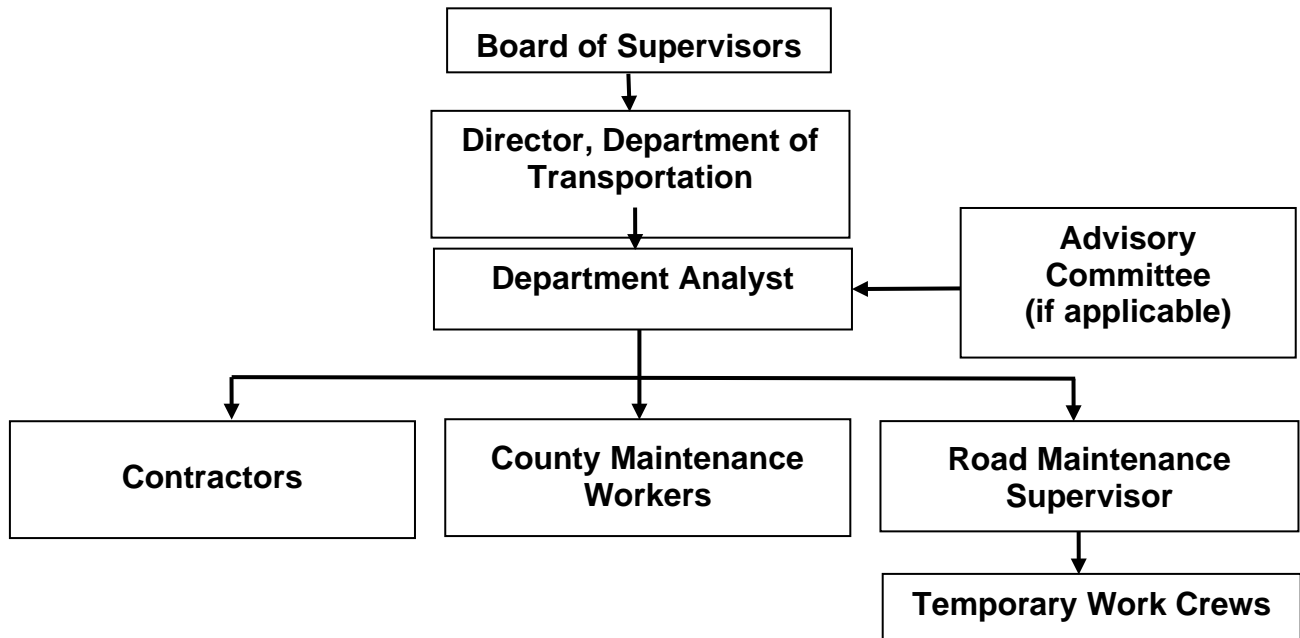 Board of Supervisors
Director, Department of
Transportation
Department Analyst
Advisory
Committee
(if applicable)
Contractors
County Maintenance
Workers
Road Maintenance
Supervisor
Temporary Work Crews